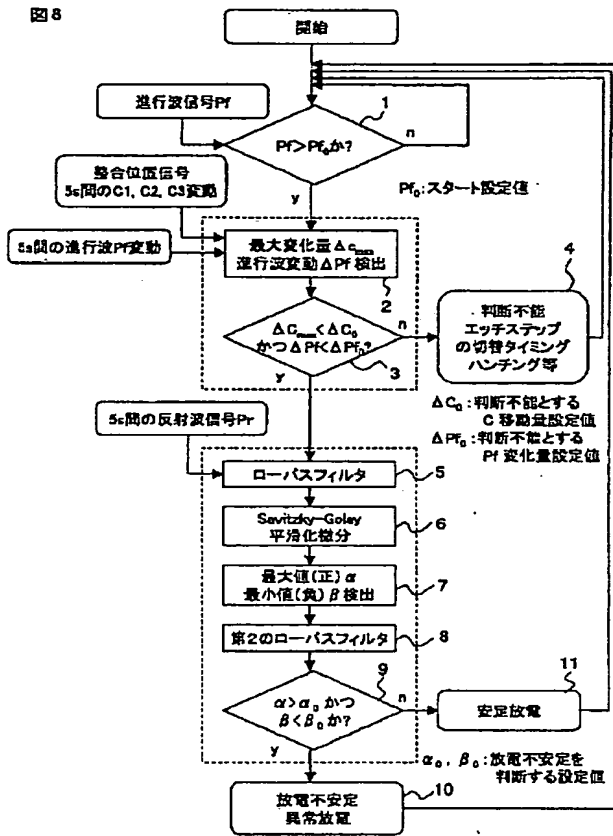 図8
開始
進行波信号Pf
1
Pf>Pf₀か?
n
y
Pf₀:スタート設定値
整合位置信号
5s間のC1, C2, C3変動
5s間の進行波Pf変動
最大変化量ΔCmax
進行波変動ΔPf検出
2
ΔCmax<ΔC₀
かつΔPf<ΔPf₀?
n
y
3
4
判断不能
エッチステップ
の切替タイミング
ハンチング等
ΔC₀:判断不能とする
C移動量設定値
ΔPf₀:判断不能とする
Pf変化量設定値
5s間の反射波信号Pr
ローパスフィルタ
5
Savitzky-Golay
平滑化微分
6
最大値(正)α
最小値(負)β検出
7
第2のローパスフィルタ
8
α>α₀かつ
β<β₀か?
9
n
y
安定放電
11
α₀, β₀:放電不安定を
判断する設定値
放電不安定
異常放電
10